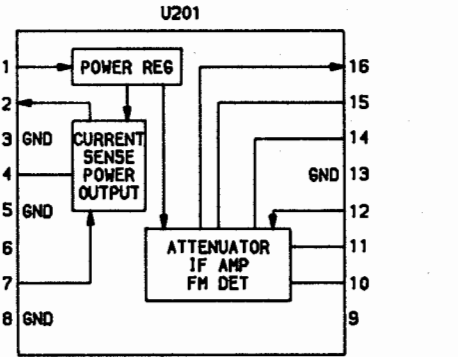 U201
1
POWER REG
16
2
15
3 GND
CURRENT
SENSE
POWER
OUTPUT
14
4
GND 13
5 GND
12
6
ATTENUATOR
IF AMP
FM DET
11
7
10
8 GND
9